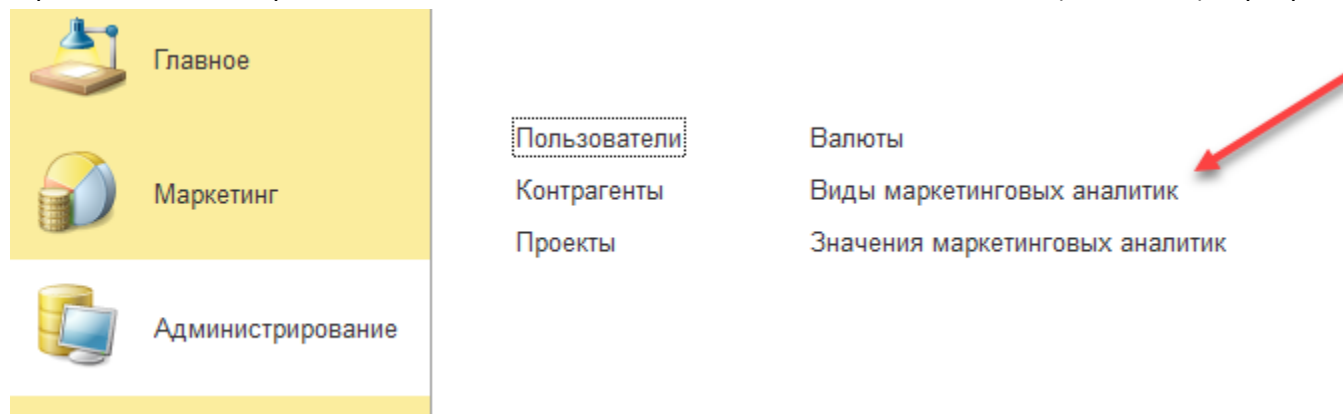 Главное
Маркетинг
Администрирование
Пользователи
Контрагенты
Проекты
Валюты
Виды маркетинговых аналитик
Значения маркетинговых аналитик